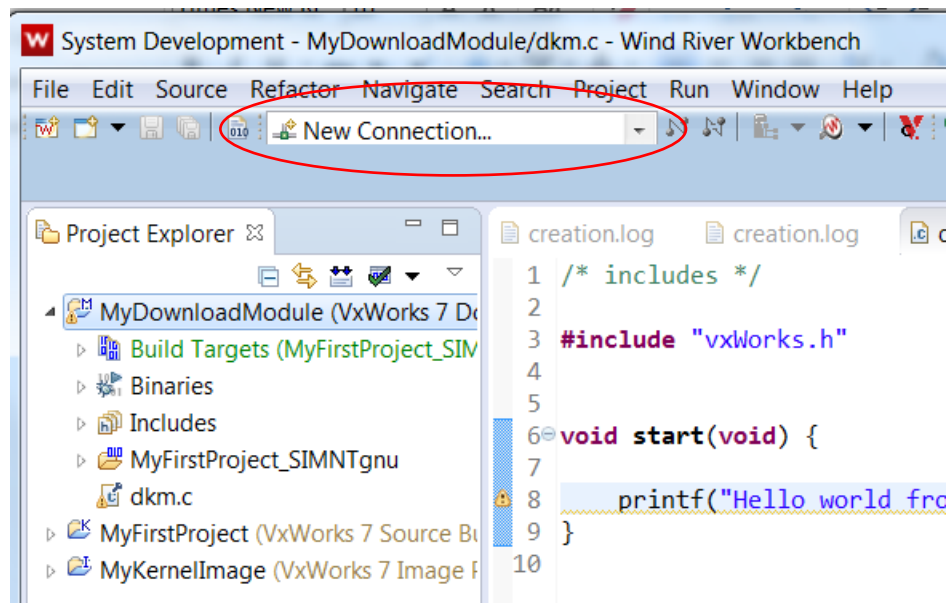 System Development - MyDownloadModule/dkm.c - Wind River Workbench
File Edit Source Refactor Navigate Search Project Run Window Help
010 New Connection...
Project Explorer
creation.log creation.log
MyDownloadModule (VxWorks 7
Build Targets (MyFirstProject_SIM
Binaries
Includes
MyFirstProject_SIMNTgnu
dkm.c
MyFirstProject (VxWorks 7 Source
MyKernelImage (VxWorks 7 Image
1 /* includes */
2
3 #include "vxWorks.h"
4
5
6 void start(void) {
7
8 printf("Hello world fro
9 }
10